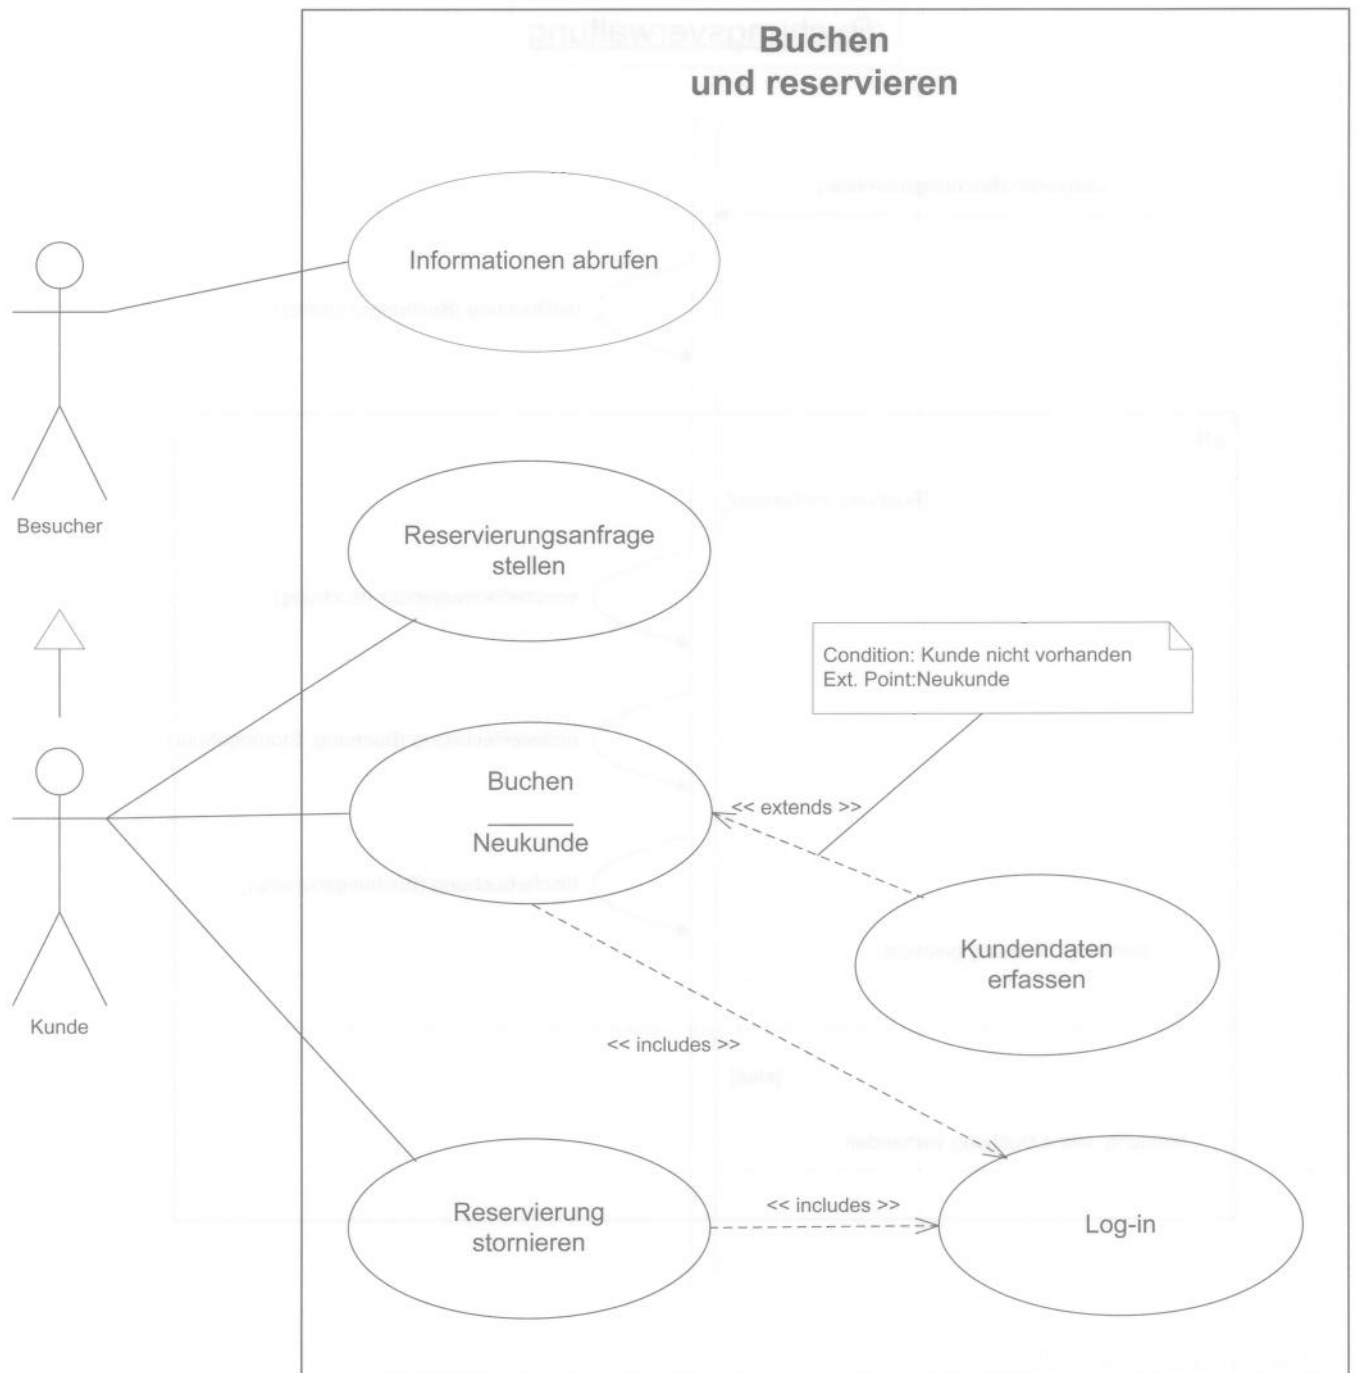 Buchen
und reservieren
Informationen abrufen
Besucher
Reservierungsanfrage
stellen
Condition: Kunde nicht vorhanden
Ext. Point:Neukunde
Buchen
Neukunde
<< extends >>
Kundendaten
erfassen
Kunde
<< includes >>
Reservierung
stornieren
<< includes >>
Log-in